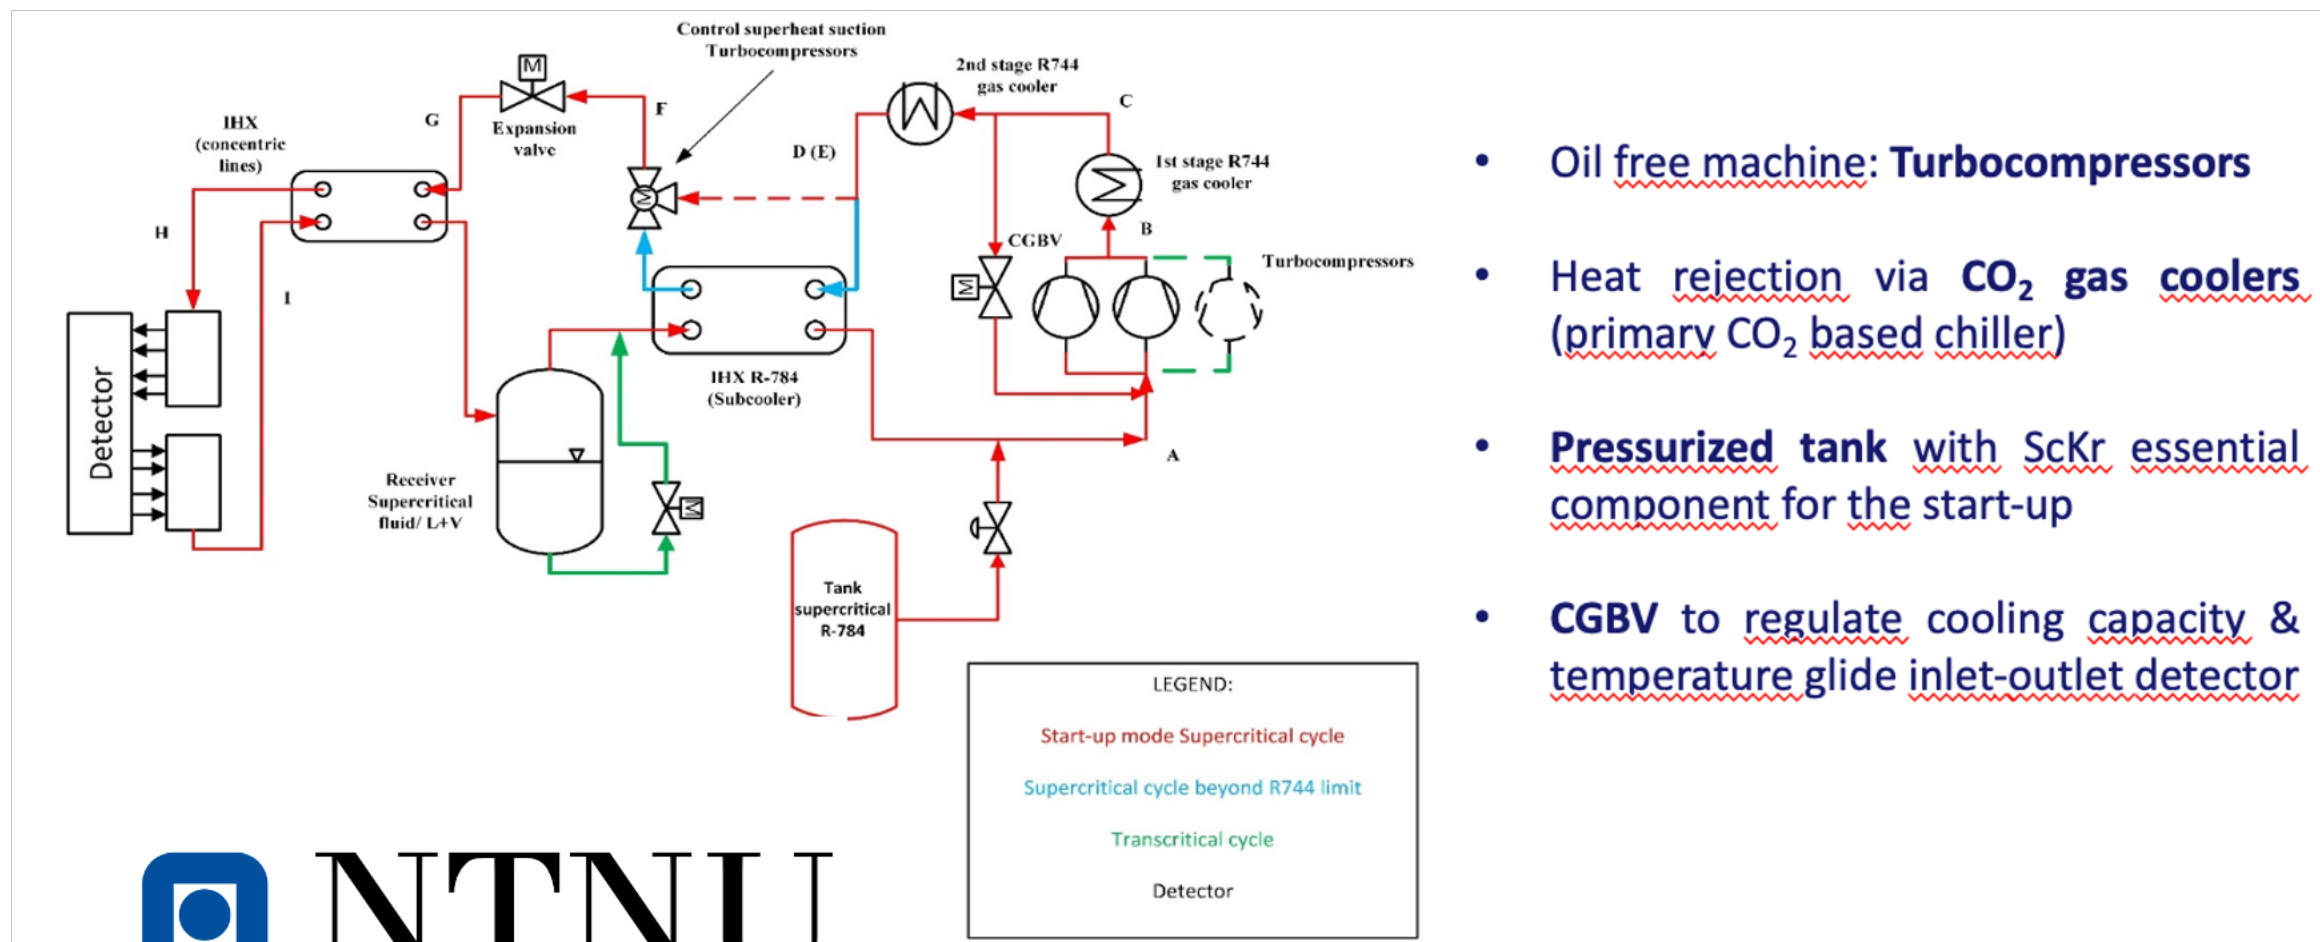 Control superheat suction
Turbocompressors
M
2nd stage R744
gas cooler
C
F
G
IHX
(concentric
lines)
Expansion
valve
D (E)
1st stage R744
gas cooler
M
H
B
CGBV
Turbocompressors
I
M
Detector
IHX R-784
(Subcooler)
A
Receiver
Supercritical
fluid/ L+V
M
Tank
supercritical
R-784
LEGEND:
Start-up mode Supercritical cycle
Supercritical cycle beyond R744 limit
Transcritical cycle
Detector
• Oil free machine: Turbocompressors
• Heat rejection via CO₂ gas coolers
(primary CO₂ based chiller)
• Pressurized tank with ScKr essential
component for the start-up
• CGBV to regulate cooling capacity &
temperature glide inlet-outlet detector
NTNU